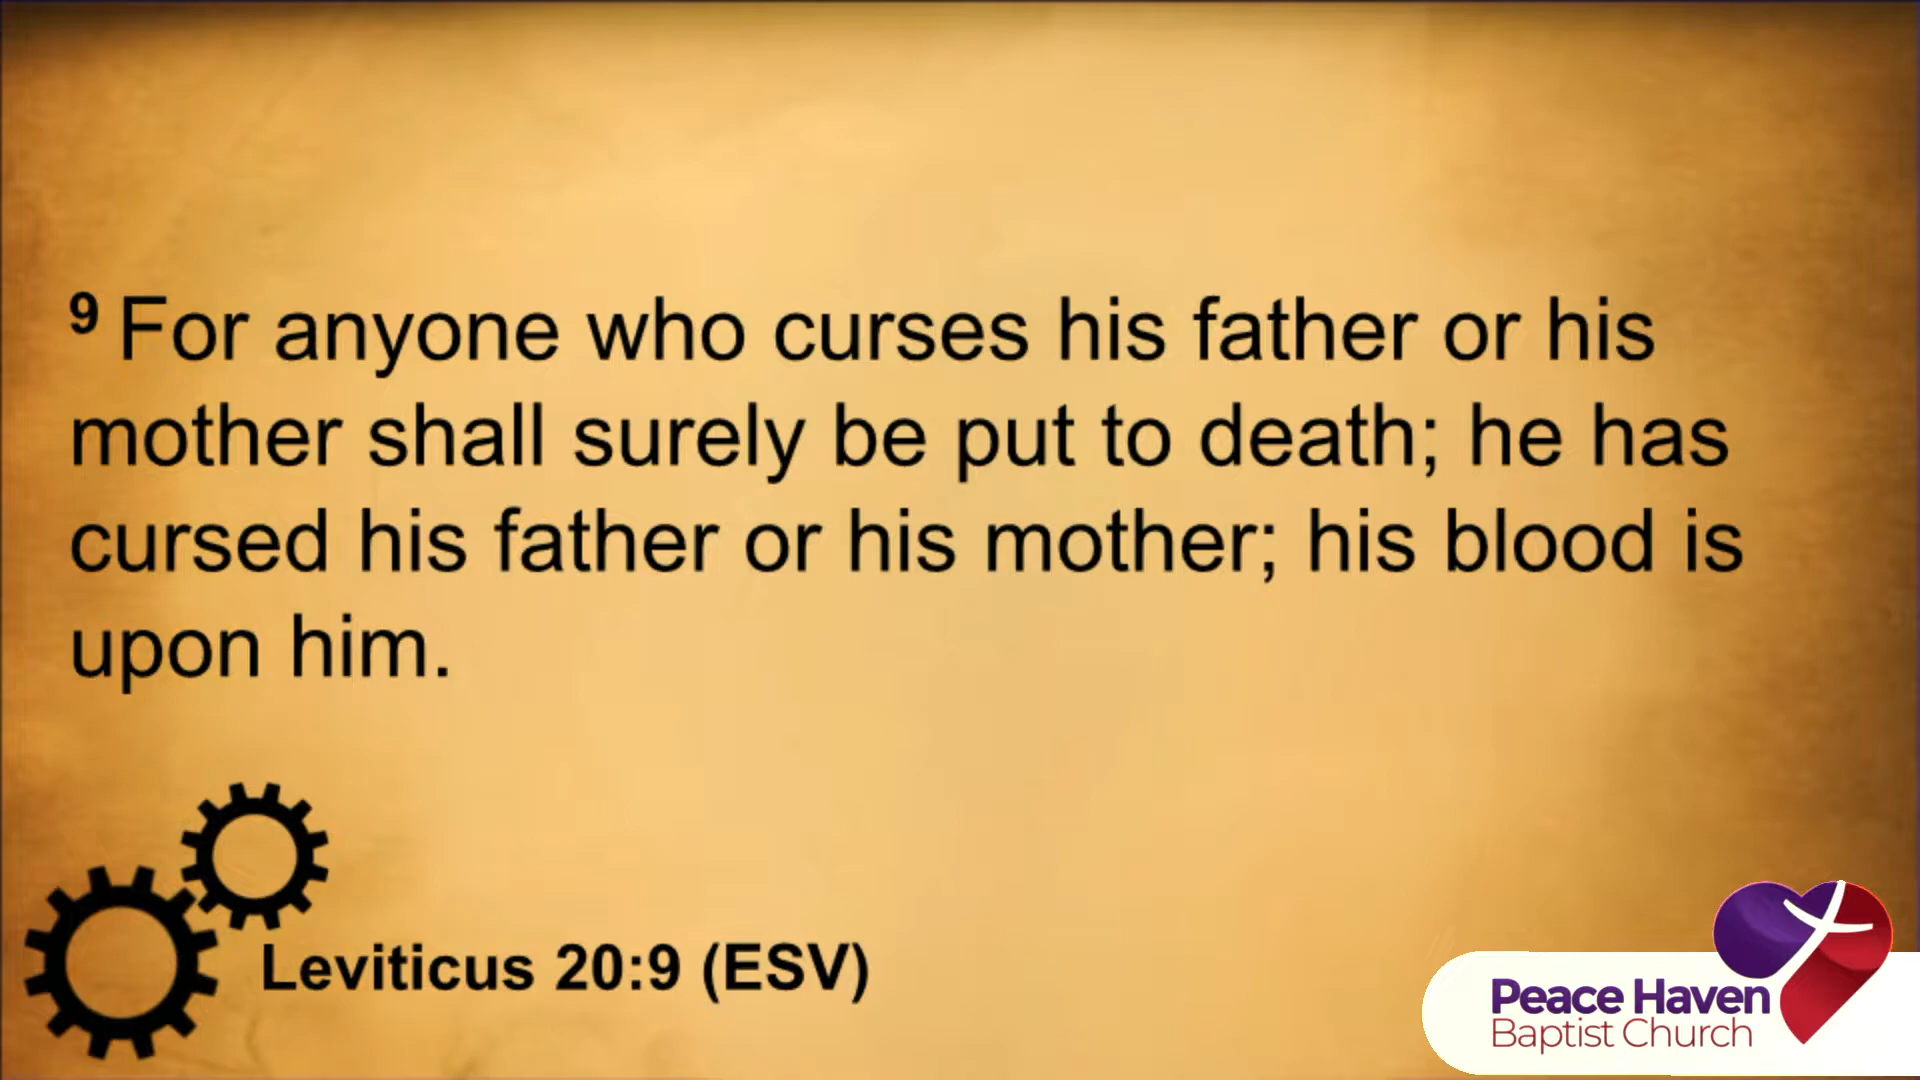 9 For anyone who curses his father or his
mother shall surely be put to death; he has
cursed his father or his mother; his blood is
upon him.
Leviticus 20:9 (ESV)
Peace Haven
Baptist Church